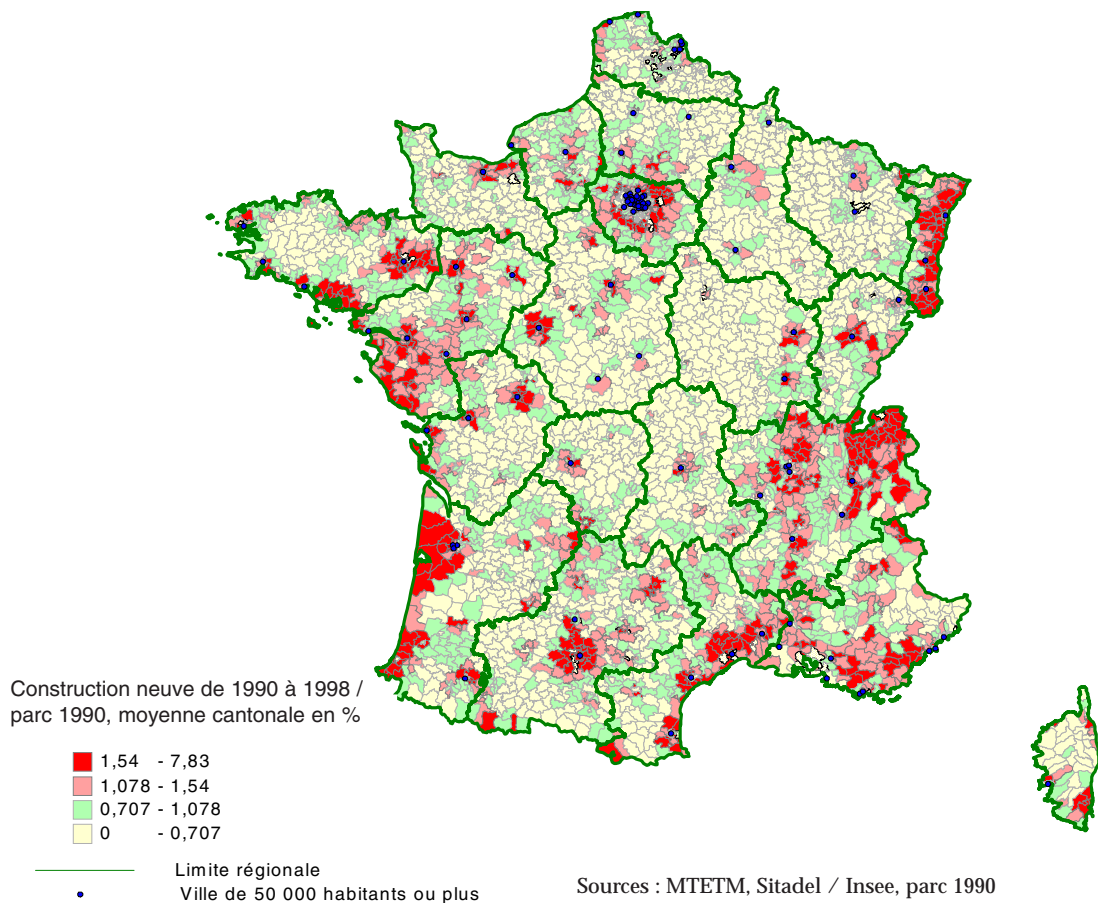 Construction neuve de 1990 à 1998 /
parc 1990, moyenne cantonale en %
1,54 - 7,83
1,078 - 1,54
0,707 - 1,078
0 - 0,707
Limite régionale
Ville de 50 000 habitants ou plus
Sources : MTETM, Sitadel / Insee, parc 1990